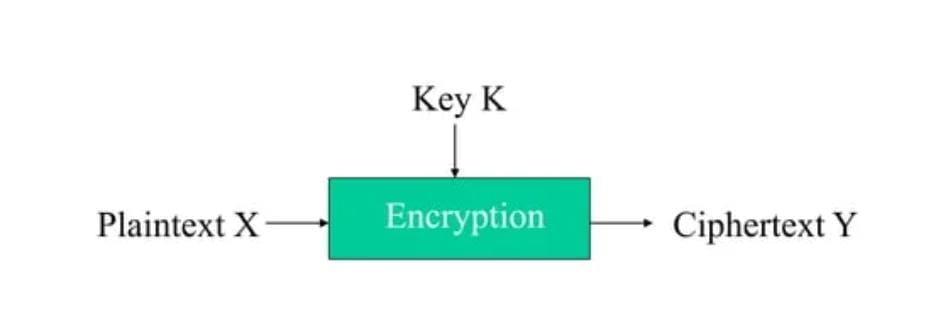 Key K
Plaintext X
Encryption
Ciphertext Y